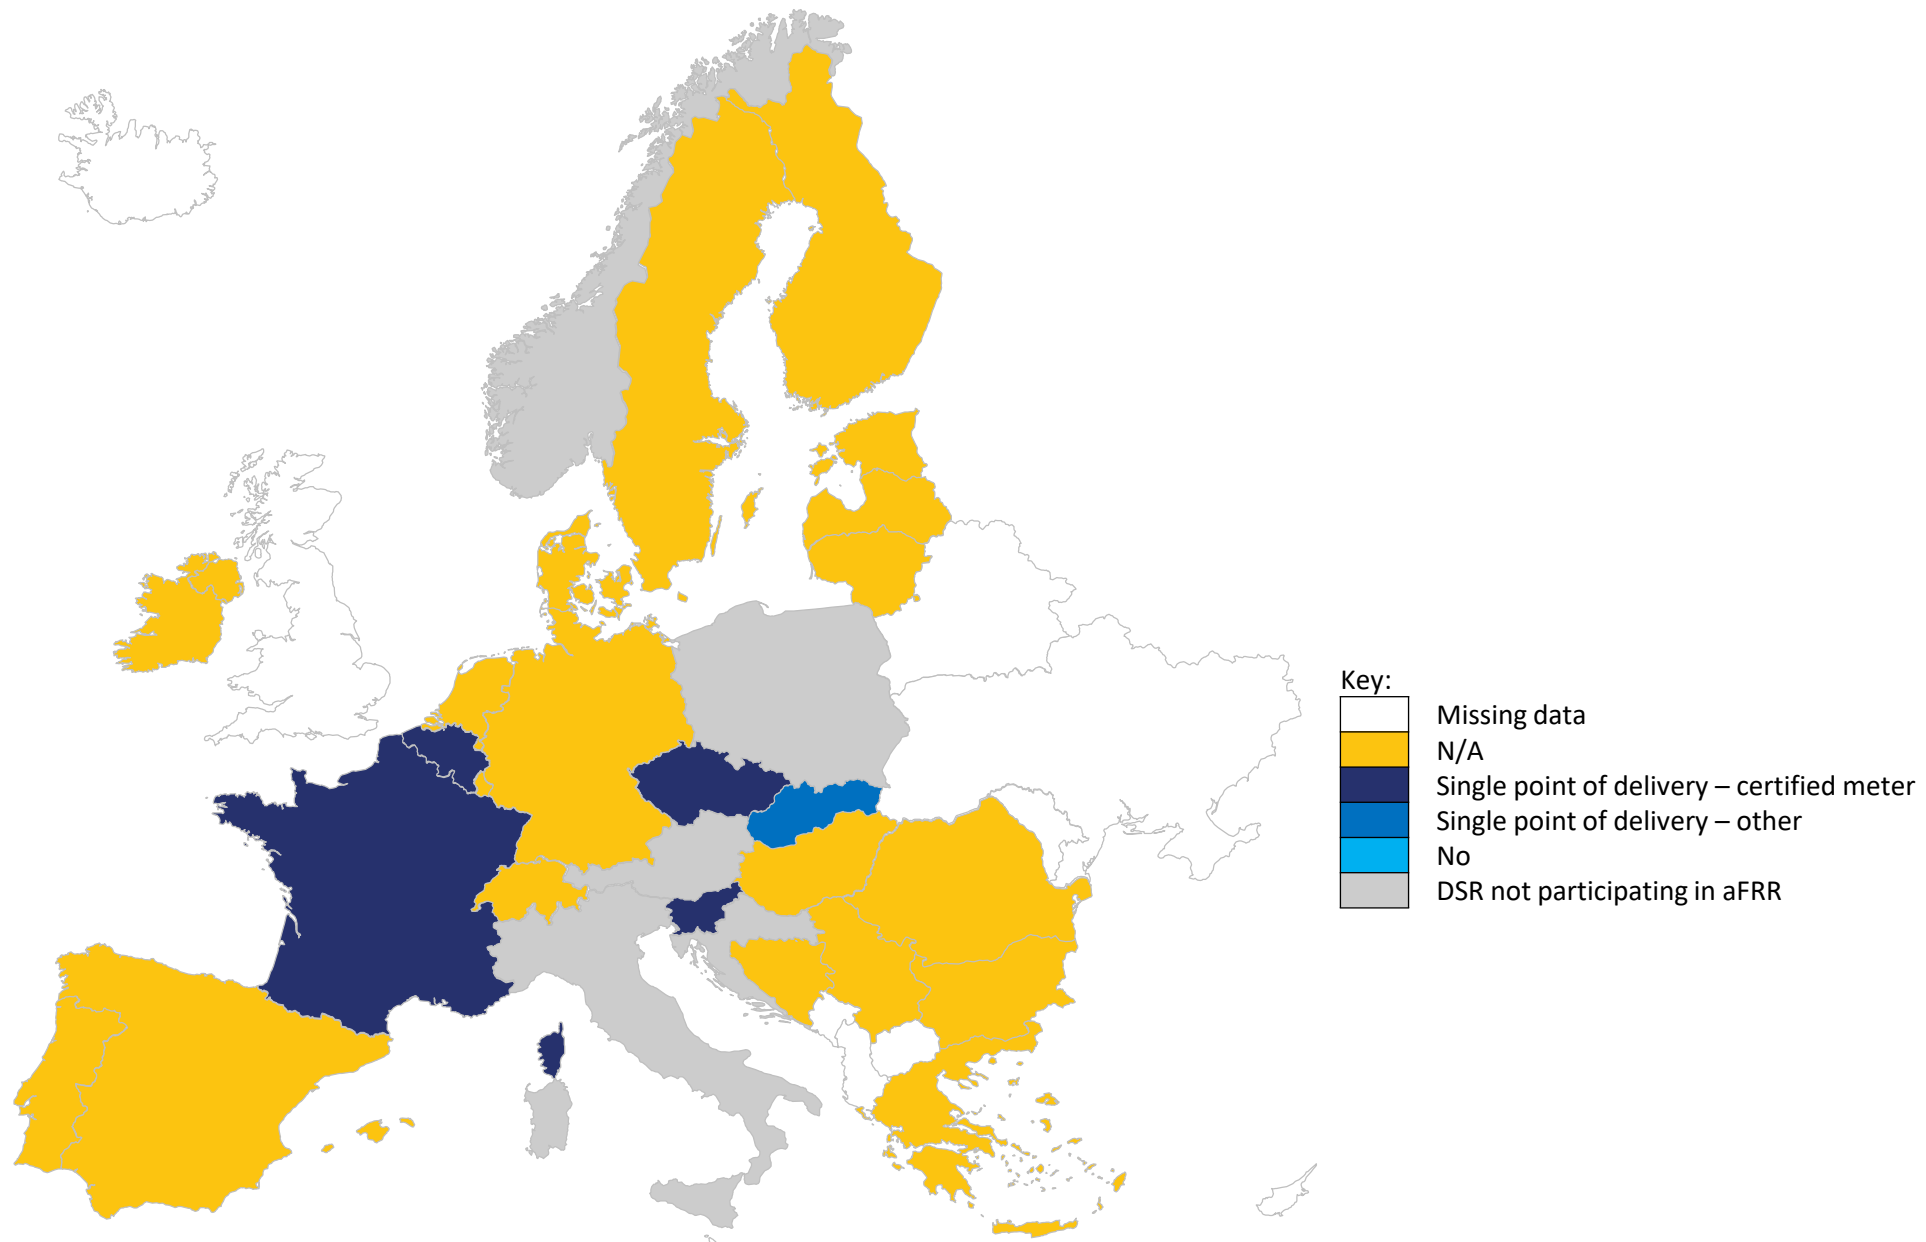 Key:
Missing data
N/A
Single point of delivery – certified meter
Single point of delivery – other
No
DSR not participating in aFRR